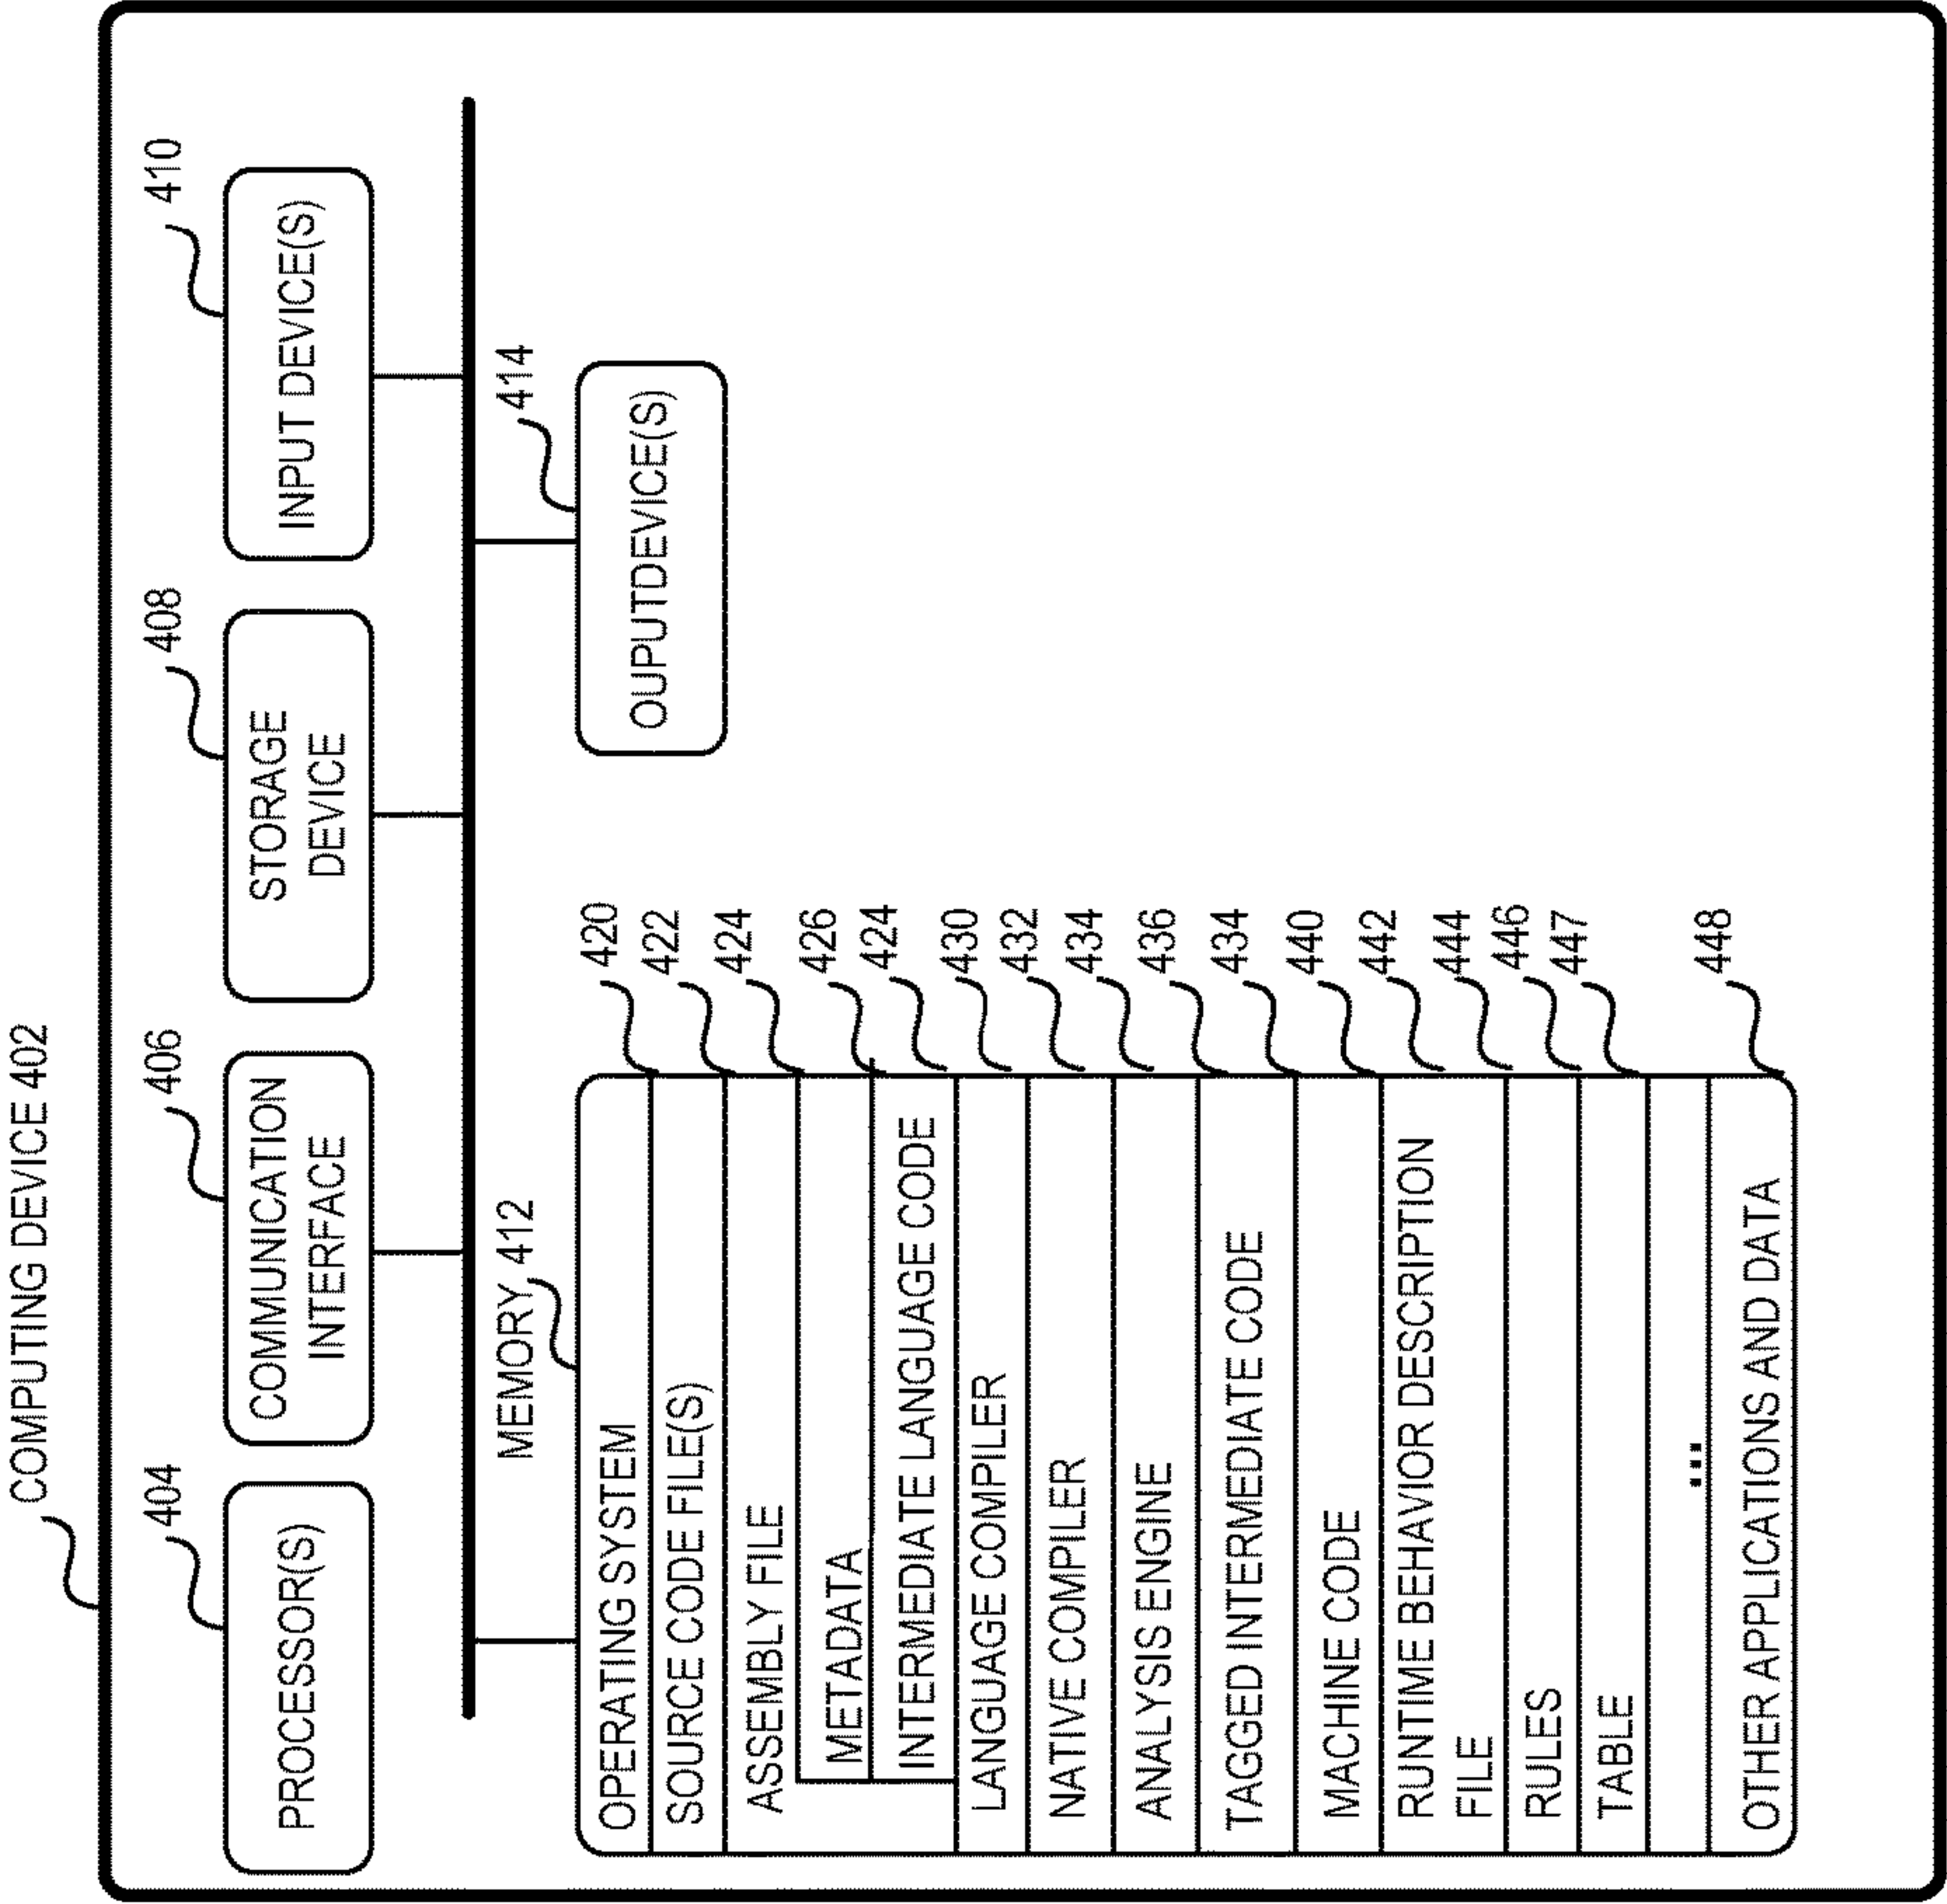 COMPUTING DEVICE 402
404
406
408
410
PROCESSOR(S)
COMMUNICATION
INTERFACE
STORAGE
DEVICE
INPUT DEVICE(S)
MEMORY 412
414
OUPUTDEVICE(S)
OPERATING SYSTEM
420
SOURCE CODE FILE(S)
422
ASSEMBLY FILE
424
METADATA
426
INTERMEDIATE LANGUAGE CODE
424
LANGUAGE COMPILER
430
NATIVE COMPILER
432
ANALYSIS ENGINE
434
436
TAGGED INTERMEDIATE CODE
434
MACHINE CODE
440
RUNTIME BEHAVIOR DESCRIPTION
FILE
442
444
RULES
446
TABLE
447
...
OTHER APPLICATIONS AND DATA
448